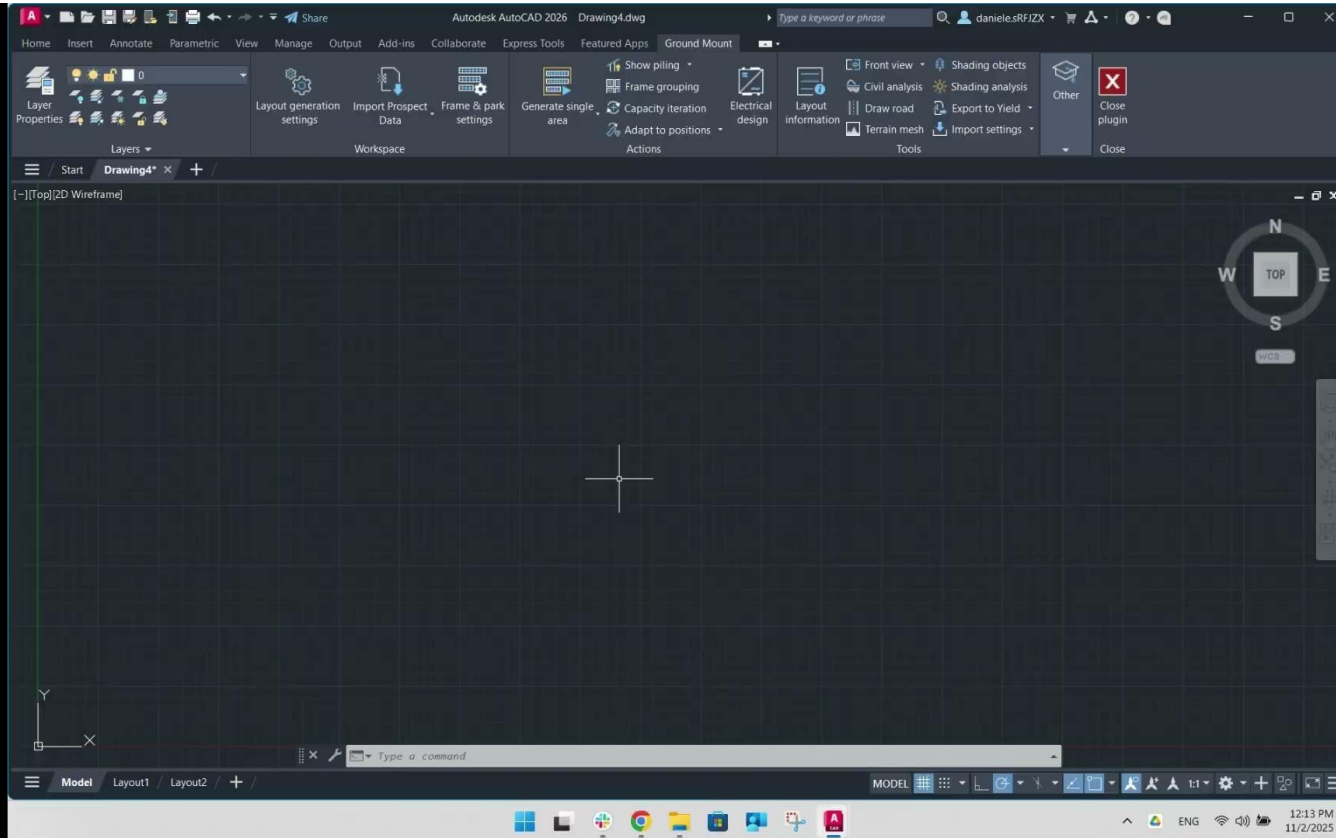 Share
Autodesk AutoCAD 2026 Drawing4.dwg
Type a keyword or phrase
daniele.sRFJZX
Home Insert Annotate Parametric View Manage Output Add-ins Collaborate Express Tools Featured Apps Ground Mount
0
Layer Properties
Layers
Layout generation settings
Import Prospect Data
Frame & park settings
Workspace
Generate single area
Show piling
Frame grouping
Capacity iteration
Adapt to positions
Electrical design
Actions
Layout information
Front view
Civil analysis
Draw road
Terrain mesh
Shading objects
Shading analysis
Export to Yield
Import settings
Tools
Other
Close plugin
Close
Start Drawing4*
[−][Top][2D Wireframe]
N
W TOP E
S
WCS
Y
X
Type a command
Model Layout1 Layout2
MODEL 1:1
ENG
12:13 PM
11/2/2025